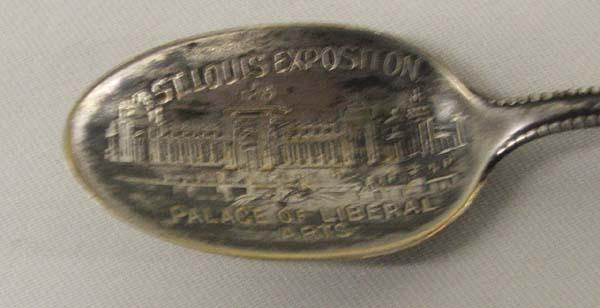 ST. LOUIS EXPOSITION
PALACE OF LIBERAL
ARTS